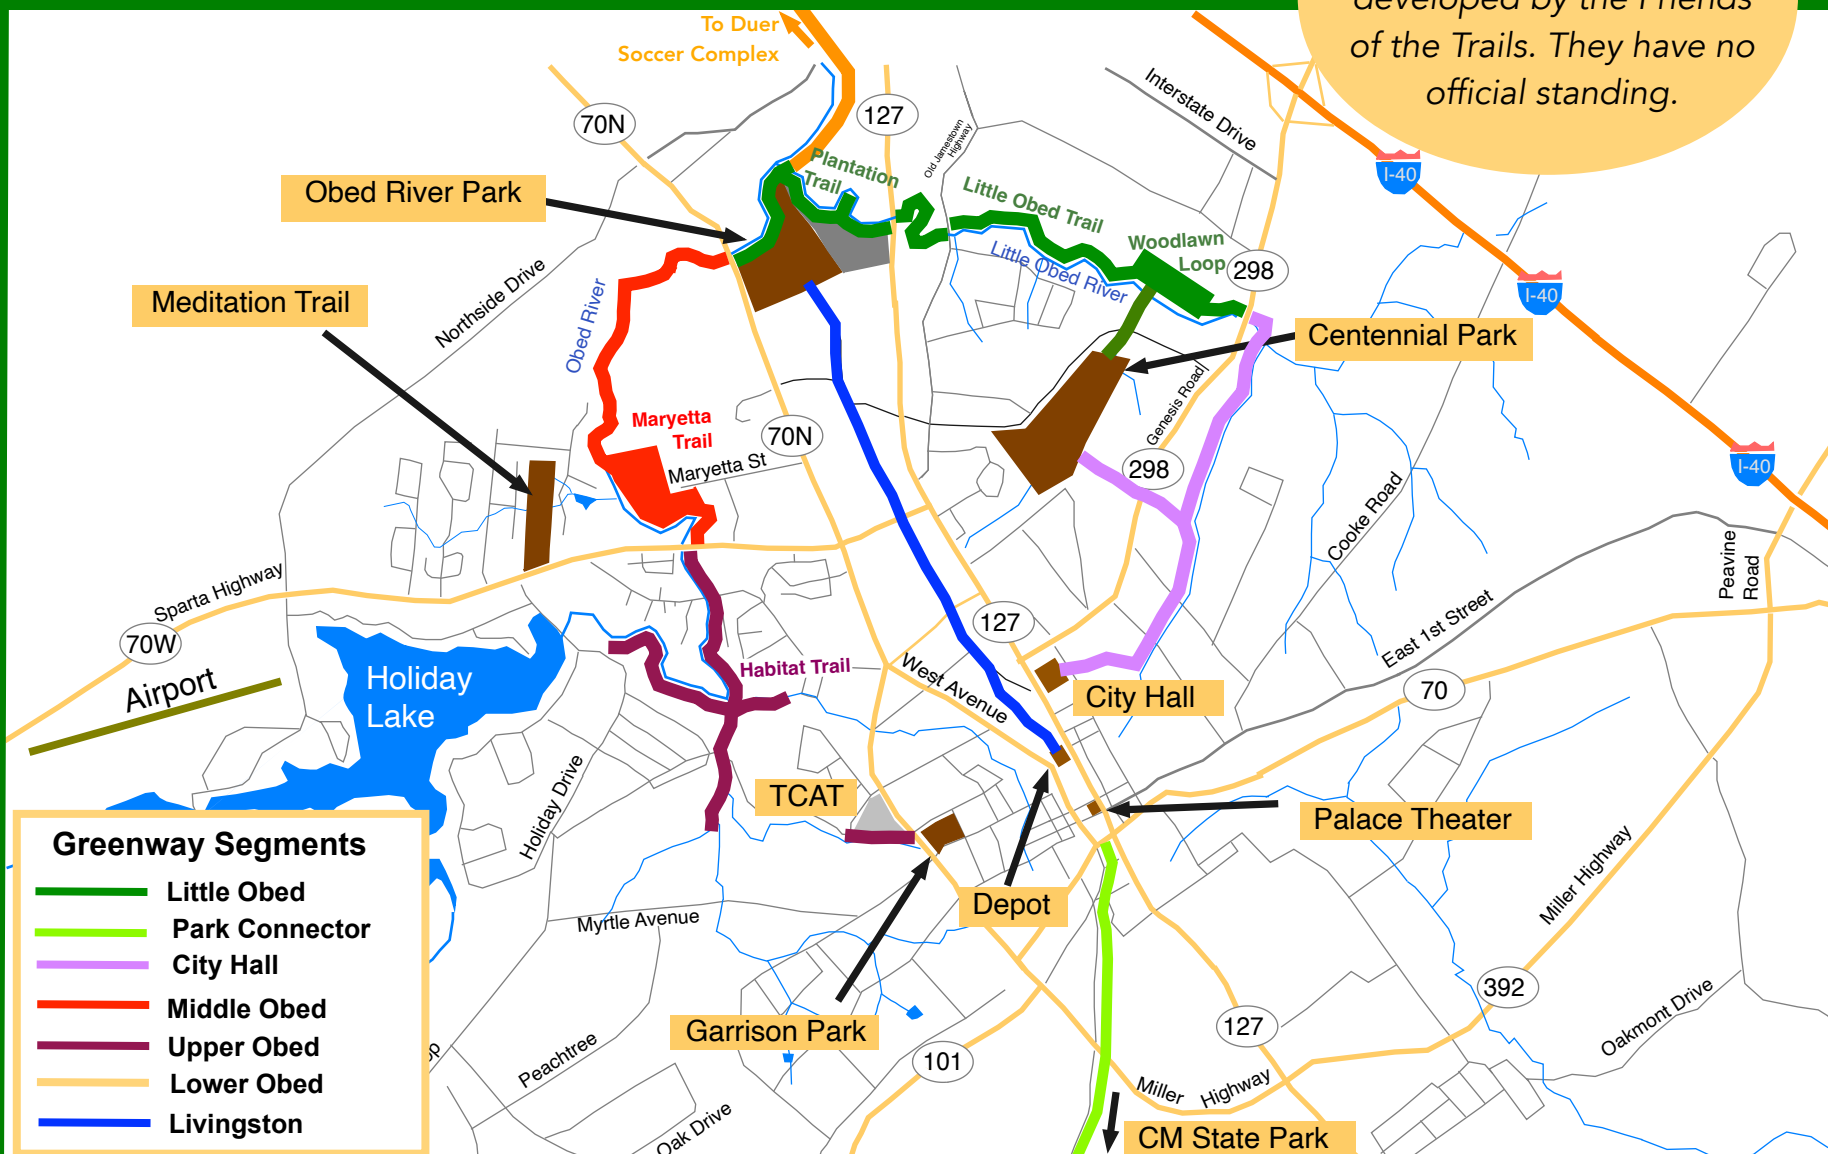 developed by the Friends
of the Trails. They have no
official standing.
To Duer
Soccer Complex
70N
127
Old Jamestown
Highway
Interstate Drive
I-40
Plantation
Trail
Little Obed Trail
Woodlawn
Loop
Little Obed River
298
I-40
Obed River Park
Meditation Trail
Northside Drive
Obed River
Centennial Park
Maryetta
Trail
70N
Maryetta St
Genesis Road
298
I-40
Cooke Road
Peavine
Road
Sparta Highway
70W
Airport
Holiday
Lake
Habitat Trail
127
West Avenue
City Hall
East 1st Street
70
Holiday Drive
TCAT
Palace Theater
Miller Highway
Depot
Myrtle Avenue
Garrison Park
392
127
Oakmont Drive
101
Peachtree
op
Oak Drive
Miller
Highway
CM State Park
Greenway Segments
Little Obed
Park Connector
City Hall
Middle Obed
Upper Obed
Lower Obed
Livingston